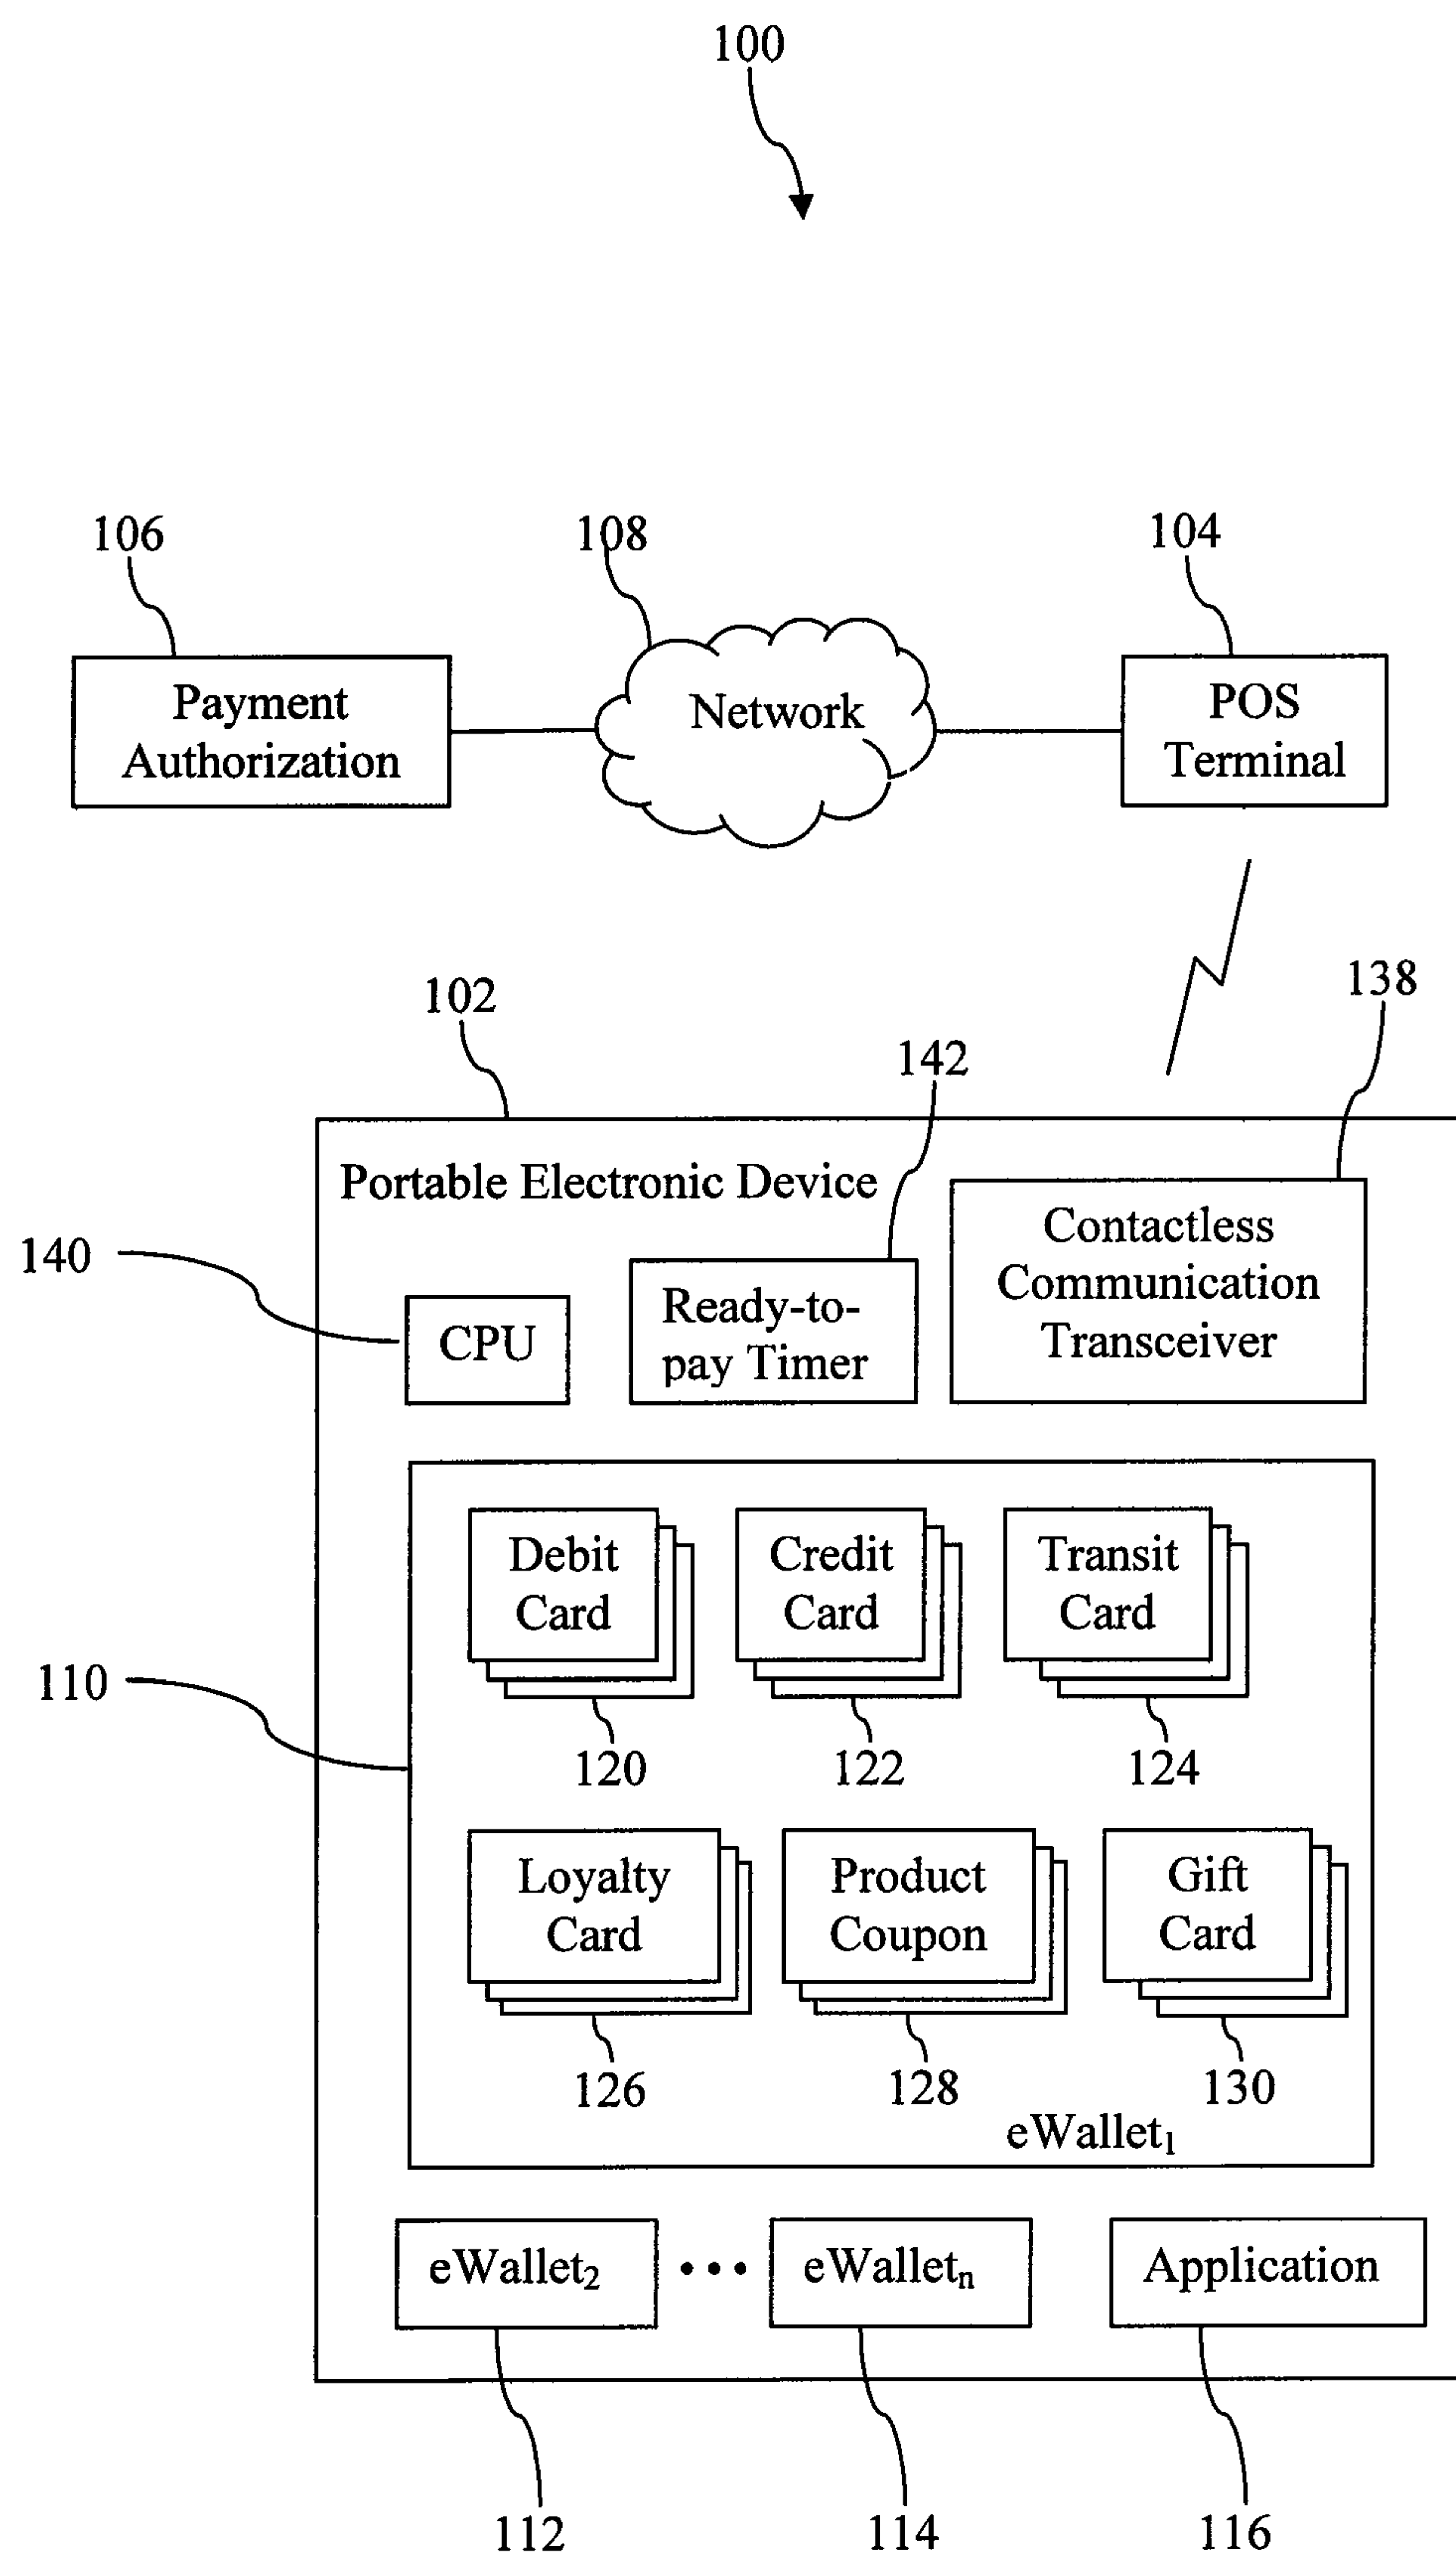 100
106
108
104
Payment
Authorization
Network
POS
Terminal
102
138
142
Portable Electronic Device
140
CPU
Ready-to-
pay Timer
Contactless
Communication
Transceiver
110
Debit
Card
Credit
Card
Transit
Card
120
122
124
Loyalty
Card
Product
Coupon
Gift
Card
126
128
130
eWallet₁
eWallet₂
•••
eWalletₙ
Application
112
114
116